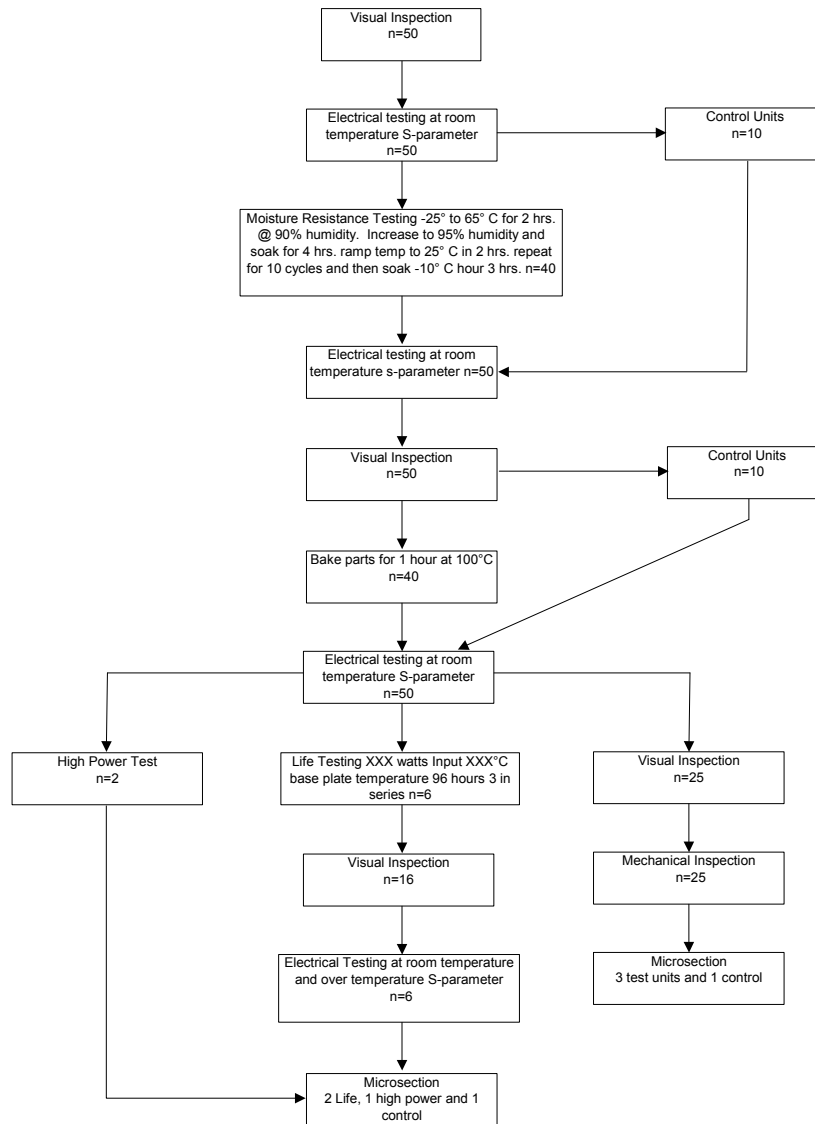 Visual Inspection
n=50
Electrical testing at room
temperature S-parameter
n=50
Control Units
n=10
Moisture Resistance Testing -25° to 65° C for 2 hrs.
@ 90% humidity.  Increase to 95% humidity and
soak for 4 hrs. ramp temp to 25° C in 2 hrs. repeat
for 10 cycles and then soak -10° C hour 3 hrs. n=40
Electrical testing at room
temperature s-parameter n=50
Visual Inspection
n=50
Control Units
n=10
Bake parts for 1 hour at 100°C
n=40
Electrical testing at room
temperature S-parameter
n=50
High Power Test
n=2
Life Testing XXX watts Input XXX°C
base plate temperature 96 hours 3 in
series n=6
Visual Inspection
n=25
Visual Inspection
n=16
Mechanical Inspection
n=25
Electrical Testing at room temperature
and over temperature S-parameter
n=6
Microsection
3 test units and 1 control
Microsection
2 Life, 1 high power and 1
control